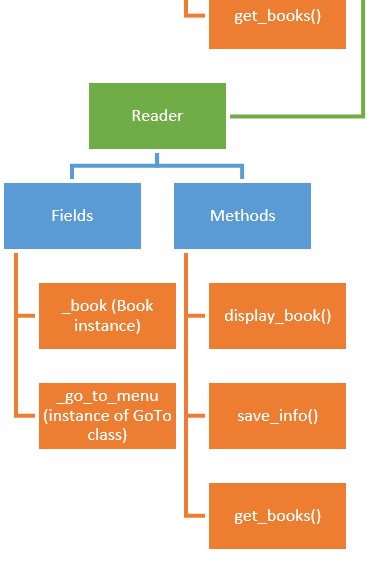 get_books()
Reader
Fields
Methods
_book (Book
instance)
display_book()
_go_to_menu
(instance of GoTo
class)
save_info()
get_books()